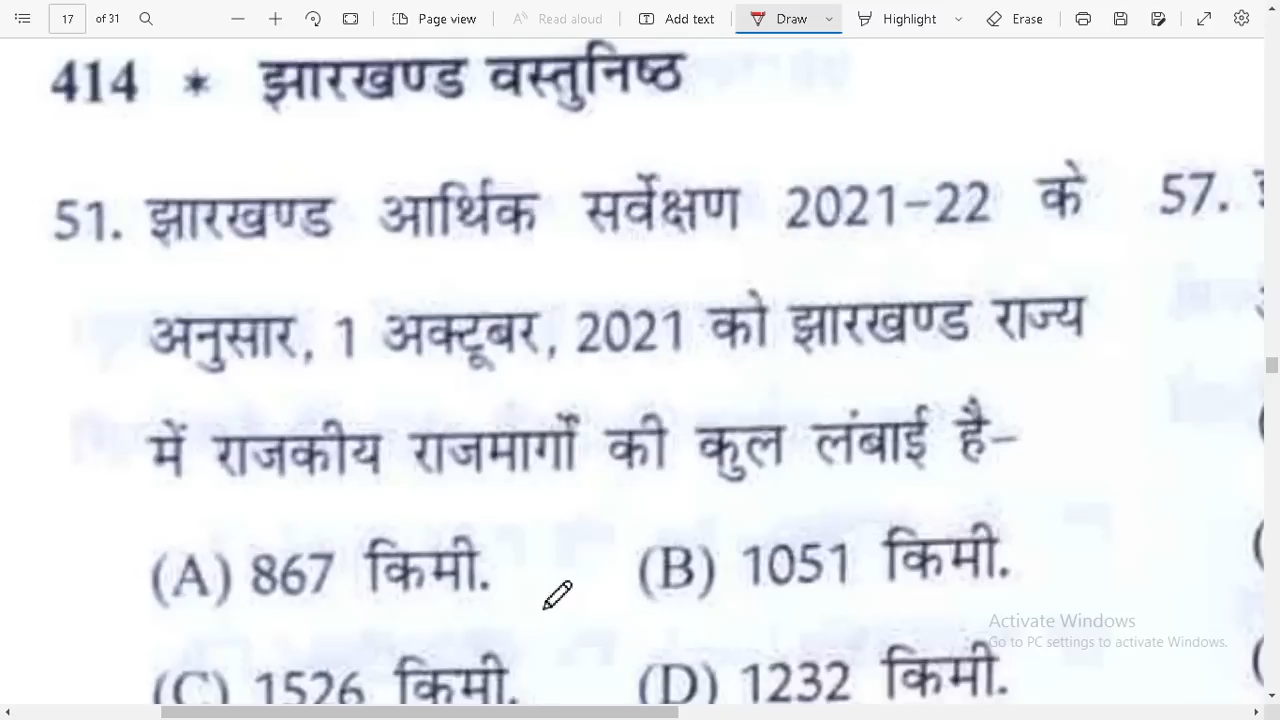 17 of 31 Page view Read aloud Add text Draw Highlight Erase
414 * झारखण्ड वस्तुनिष्ठ
51. झारखण्ड आर्थिक सर्वेक्षण 2021-22 के 57.
अनुसार, 1 अक्टूबर, 2021 को झारखण्ड राज्य
में राजकीय राजमार्गों की कुल लंबाई है-
(A) 867 किमी. (B) 1051 किमी.
(C) 1526 किमी. (D) 1232 किमी.
Activate Windows
Go to PC settings to activate Windows.